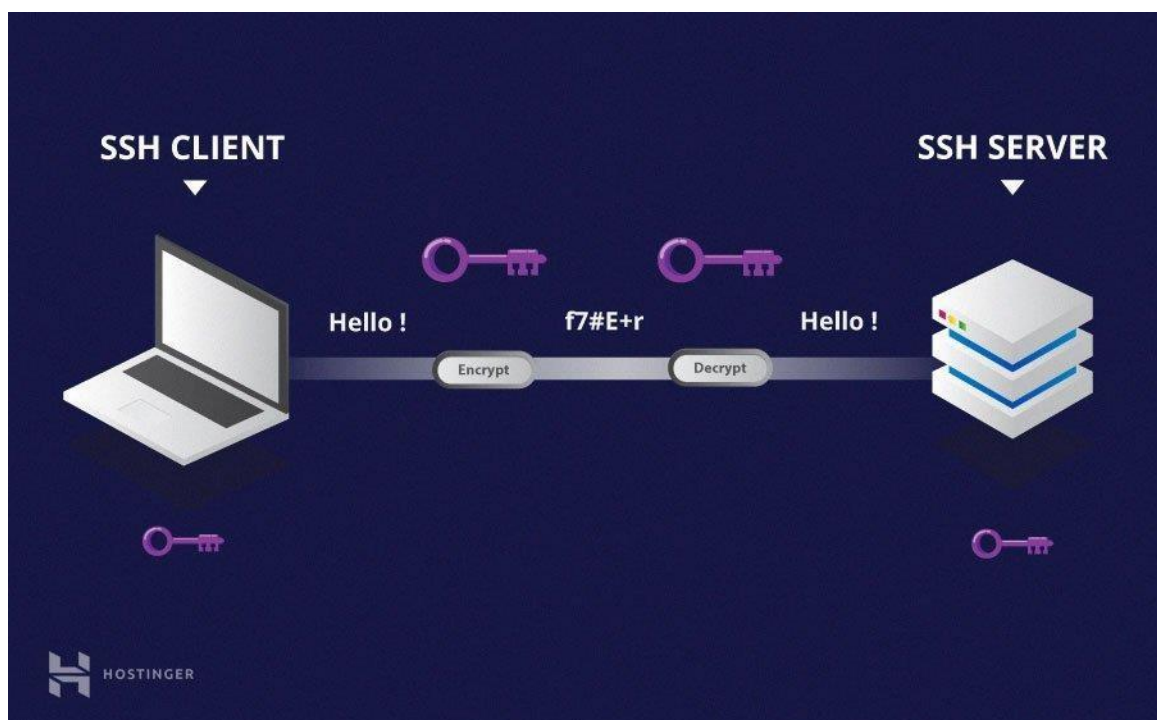 SSH CLIENT
SSH SERVER
Hello !
f7#E+r
Hello !
Encrypt
Decrypt
HOSTINGER